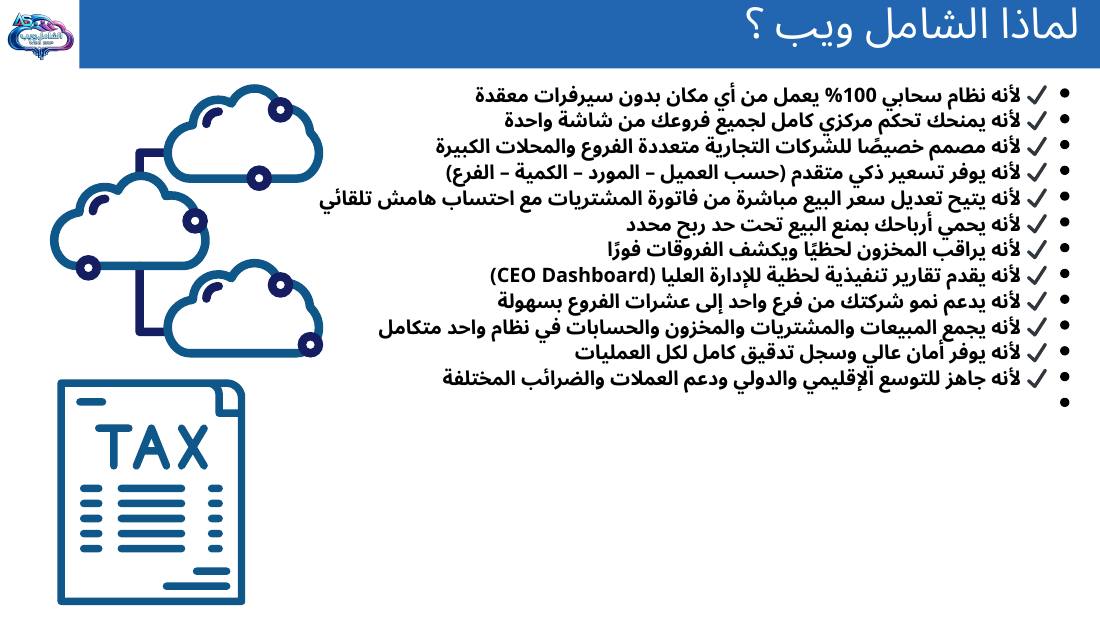 لماذا الشامل ويب ؟
الشامل ويب
✓ لأنه نظام سحابي 100% يعمل من أي مكان بدون سيرفرات معقدة
✓ لأنه يمنحك تحكم مركزي كامل لجميع فروعك من شاشة واحدة
✓ لأنه مصمم خصيصًا للشركات التجارية متعددة الفروع والمحلات الكبيرة
✓ لأنه يوفر تسعير ذكي متقدم (حسب العميل – المورد – الكمية – الفرع)
✓ لأنه يتيح تعديل سعر البيع مباشرة من فاتورة المشتريات مع احتساب هامش تلقائي
✓ لأنه يحمي أرباحك بمنع البيع تحت حد ربح محدد
✓ لأنه يراقب المخزون لحظيًا ويكشف الفروقات فورًا
✓ لأنه يقدم تقارير تنفيذية لحظية للإدارة العليا (CEO Dashboard)
✓ لأنه يدعم نمو شركتك من فرع واحد إلى عشرات الفروع بسهولة
✓ لأنه يجمع المبيعات والمشتريات والمخزون والحسابات في نظام واحد متكامل
✓ لأنه يوفر أمان عالي وسجل تدقيق كامل لكل العمليات
✓ لأنه جاهز للتوسع الإقليمي والدولي ودعم العملات والضرائب المختلفة
TAX